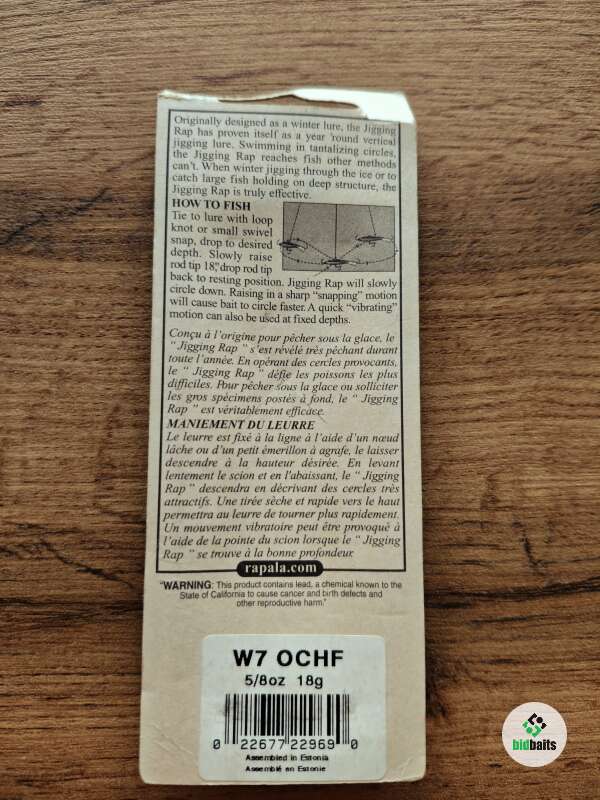 Originally designed as a winter lure, the Jigging
Rap has proven itself as a year 'round vertical
jigging lure. Swimming in tantalizing circles,
the Jigging Rap reaches fish other methods
can't. When winter jigging through the ice or to
catch large fish holding on deep structure, the
Jigging Rap is truly effective.
HOW TO FISH
Tie to lure with loop
knot or small swivel
snap, drop to desired
depth. Slowly raise
rod tip 18", drop rod tip
back to resting position. Jigging Rap will slowly
circle down. Raising in a sharp "snapping" motion
will cause bait to circle faster. A quick "vibrating"
motion can also be used at fixed depths.
Conçu à l'origine pour pêcher sous la glace, le
" Jigging Rap " s'est révélé très pêchant durant
toute l'année. En opérant des cercles provocants,
le " Jigging Rap " défie les poissons les plus
difficiles. Pour pêcher sous la glace ou solliciter
les gros spécimens postés à fond, le " Jigging
Rap " est véritablement efficace.
MANIEMENT DU LEURRE
Le leurre est fixé à la ligne à l'aide d'un nœud
lâche ou d'un petit émerillon à agrafe, le laisser
descendre à la hauteur désirée. En levant
lentement le scion et en l'abaissant, le " Jigging
Rap " descendra en décrivant des cercles très
attractifs. Une tirée sèche et rapide vers le haut
permettra au leurre de tourner plus rapidement.
Un mouvement vibratoire peut être provoqué à
l'aide de la pointe du scion lorsque le " Jigging
Rap " se trouve à la bonne profondeur.
rapala.com
"WARNING: This product contains lead, a chemical known to the
State of California to cause cancer and birth defects and
other reproductive harm."
W7 OCHF
5/8oz 18g
0 22677 22969 0
Assembled in Estonia
Assemblé en Estonie
bidbaits